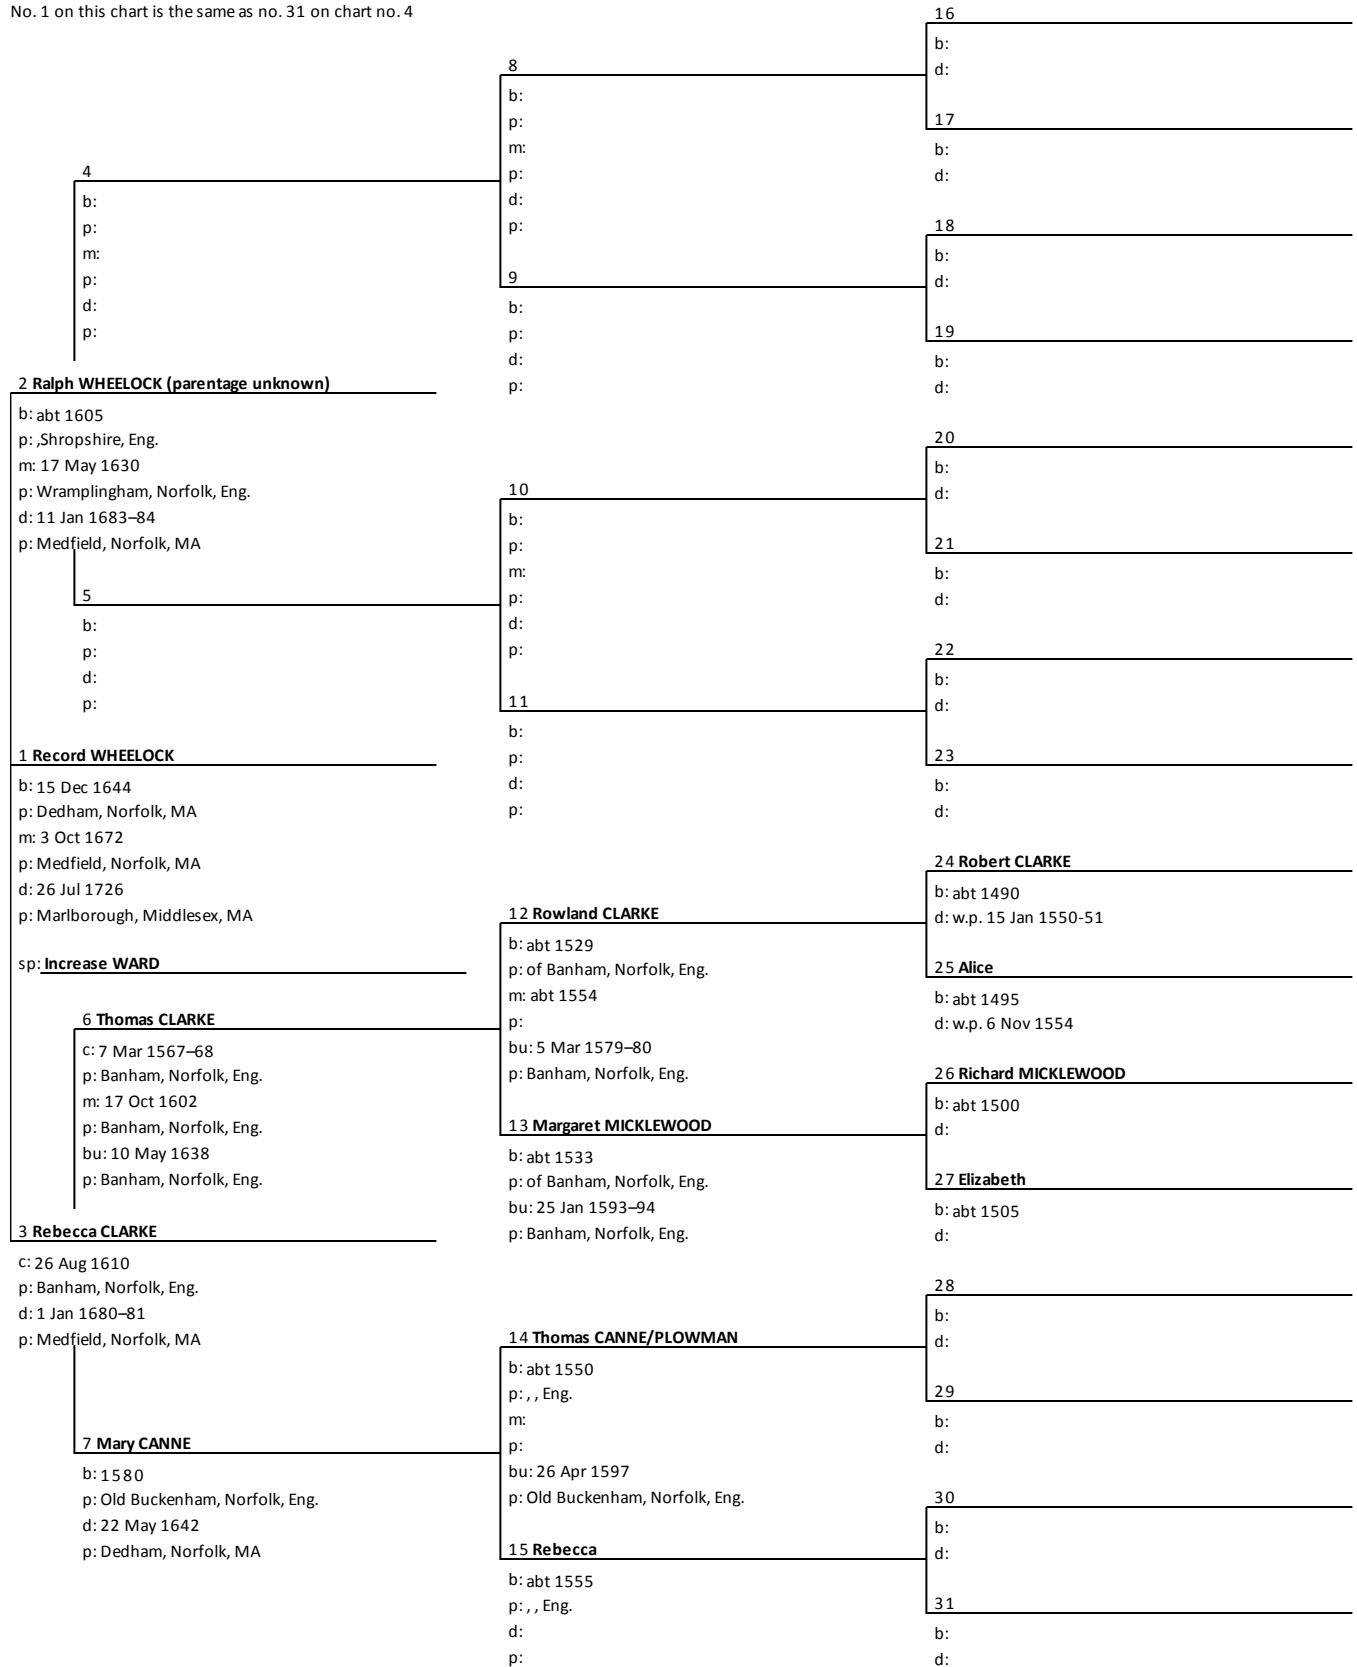 No. 1 on this chart is the same as no. 31 on chart no. 4
2 Ralph WHEELOCK (parentage unknown)
b: abt 1605
p: ,Shropshire, Eng.
m: 17 May 1630
p: Wramplingham, Norfolk, Eng.
d: 11 Jan 1683–84
p: Medfield, Norfolk, MA
1 Record WHEELOCK
b: 15 Dec 1644
p: Dedham, Norfolk, MA
m: 3 Oct 1672
p: Medfield, Norfolk, MA
d: 26 Jul 1726
p: Marlborough, Middlesex, MA
sp: Increase WARD
3 Rebecca CLARKE
c: 26 Aug 1610
p: Banham, Norfolk, Eng.
d: 1 Jan 1680–81
p: Medfield, Norfolk, MA
4
b:
p:
m:
p:
d:
p:
5
b:
p:
d:
p:
6 Thomas CLARKE
c: 7 Mar 1567–68
p: Banham, Norfolk, Eng.
m: 17 Oct 1602
p: Banham, Norfolk, Eng.
bu: 10 May 1638
p: Banham, Norfolk, Eng.
7 Mary CANNE
b: 1580
p: Old Buckenham, Norfolk, Eng.
d: 22 May 1642
p: Dedham, Norfolk, MA
8
b:
p:
m:
p:
d:
p:
9
b:
p:
d:
p:
10
b:
p:
m:
p:
d:
p:
11
b:
p:
d:
p:
12 Rowland CLARKE
b: abt 1529
p: of Banham, Norfolk, Eng.
m: abt 1554
p:
bu: 5 Mar 1579–80
p: Banham, Norfolk, Eng.
13 Margaret MICKLEWOOD
b: abt 1533
p: of Banham, Norfolk, Eng.
bu: 25 Jan 1593–94
p: Banham, Norfolk, Eng.
14 Thomas CANNE/PLOWMAN
b: abt 1550
p: , , Eng.
m:
p:
bu: 26 Apr 1597
p: Old Buckenham, Norfolk, Eng.
15 Rebecca
b: abt 1555
p: , , Eng.
d:
p:
16
b:
d:
17
b:
d:
18
b:
d:
19
b:
d:
20
b:
d:
21
b:
d:
22
b:
d:
23
b:
d:
24 Robert CLARKE
b: abt 1490
d: w.p. 15 Jan 1550-51
25 Alice
b: abt 1495
d: w.p. 6 Nov 1554
26 Richard MICKLEWOOD
b: abt 1500
d:
27 Elizabeth
b: abt 1505
d:
28
b:
d:
29
b:
d:
30
b:
d:
31
b:
d: